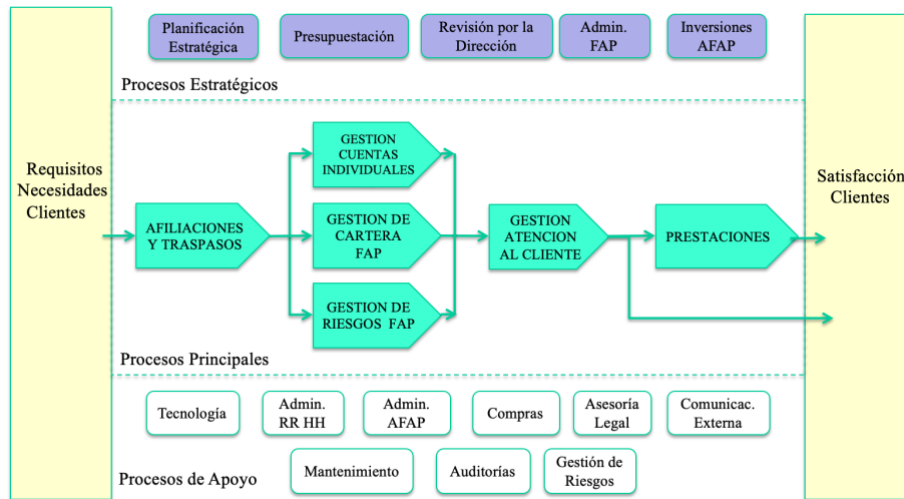 Planificación
Estratégica
Presupuestación
Revisión por la
Dirección
Admin.
FAP
Inversiones
AFAP
Procesos Estratégicos
Requisitos
Necesidades
Clientes
AFILIACIONES
Y TRASPASOS
GESTION
CUENTAS
INDIVIDUALES
GESTION DE
CARTERA
FAP
GESTION DE
RIESGOS FAP
GESTION
ATENCION
AL CLIENTE
PRESTACIONES
Satisfacción
Clientes
Procesos Principales
Tecnología
Admin.
RR HH
Admin.
AFAP
Compras
Asesoría
Legal
Comunicac.
Externa
Procesos de Apoyo
Mantenimiento
Auditorías
Gestión de
Riesgos